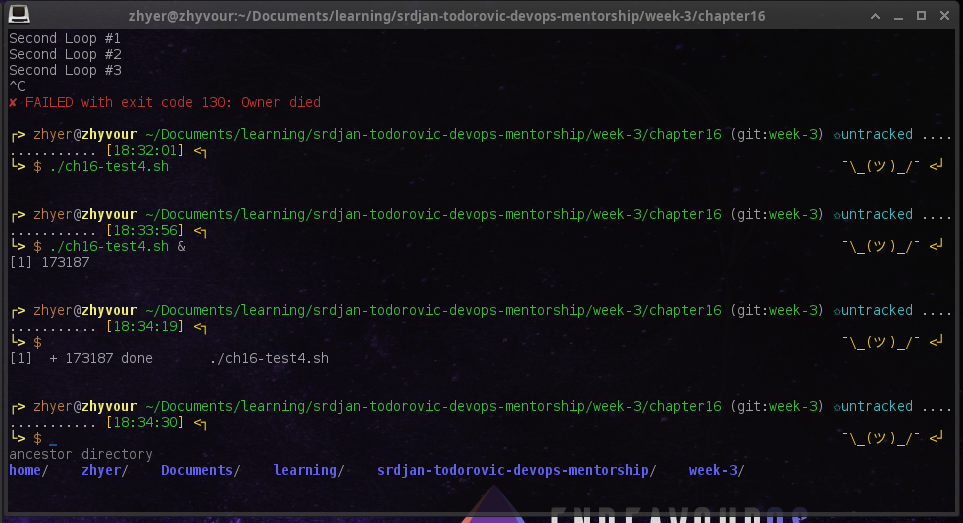 zhyer@zhyvour:~/Documents/learning/srdjan-todorovic-devops-mentorship/week-3/chapter16
Second Loop #1
Second Loop #2
Second Loop #3
^C
✘ FAILED with exit code 130: Owner died
┌> zhyer@zhyvour ~/Documents/learning/srdjan-todorovic-devops-mentorship/week-3/chapter16 (git:week-3) ✩untracked ....
........... [18:32:01] <┐
└> $ ./ch16-test4.sh ¯\_(ツ)_/¯ <┘
┌> zhyer@zhyvour ~/Documents/learning/srdjan-todorovic-devops-mentorship/week-3/chapter16 (git:week-3) ✩untracked ....
........... [18:33:56] <┐
└> $ ./ch16-test4.sh & ¯\_(ツ)_/¯ <┘
[1] 173187
┌> zhyer@zhyvour ~/Documents/learning/srdjan-todorovic-devops-mentorship/week-3/chapter16 (git:week-3) ✩untracked ....
........... [18:34:19] <┐
└> $ ¯\_(ツ)_/¯ <┘
[1]  + 173187 done       ./ch16-test4.sh
┌> zhyer@zhyvour ~/Documents/learning/srdjan-todorovic-devops-mentorship/week-3/chapter16 (git:week-3) ✩untracked ....
........... [18:34:30] <┐
└> $ _ ¯\_(ツ)_/¯ <┘
ancestor directory
home/    zhyer/    Documents/    learning/    srdjan-todorovic-devops-mentorship/    week-3/
ENDEAVOUROS